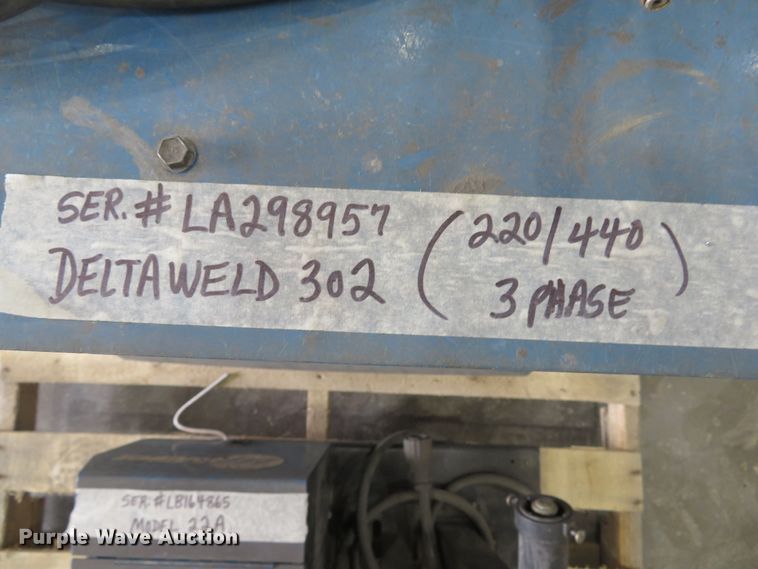 SER.# LA298957
DELTAWELD 302
(220/440
3 PHASE)
SER.# LB164865
MODEL 22A
Purple Wave Auction